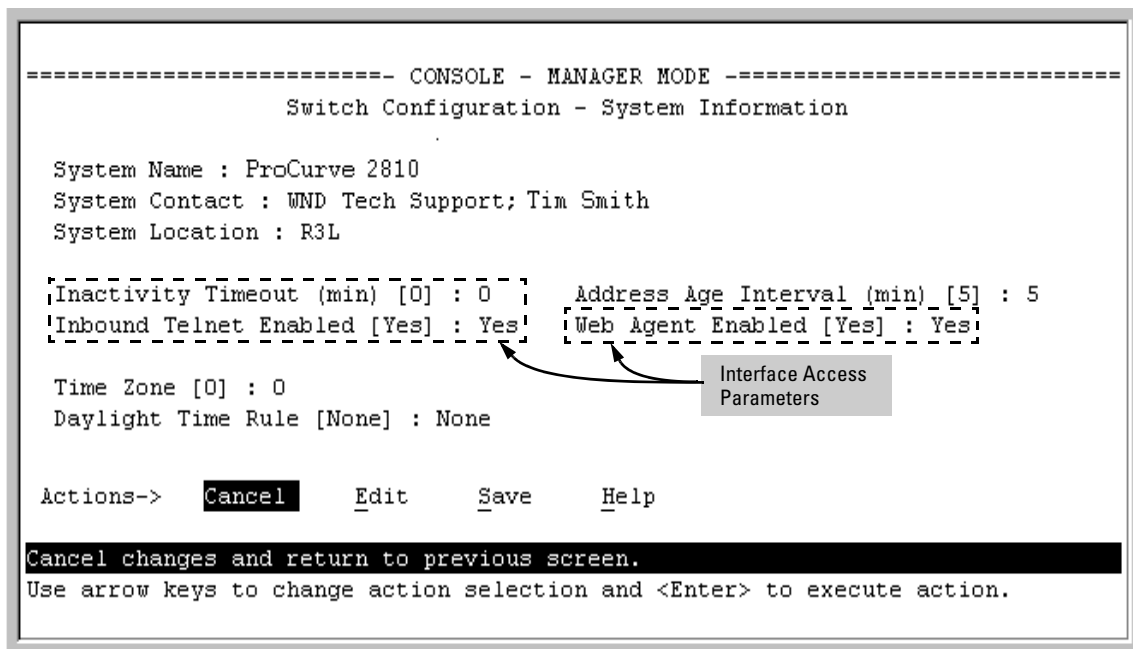 ===========================- CONSOLE - MANAGER MODE -============================
Switch Configuration - System Information
System Name : ProCurve 2810
System Contact : WND Tech Support; Tim Smith
System Location : R3L
Inactivity Timeout (min) [0] : 0 Address Age Interval (min) [5] : 5
Inbound Telnet Enabled [Yes] : Yes Web Agent Enabled [Yes] : Yes
Interface Access
Parameters
Time Zone [0] : 0
Daylight Time Rule [None] : None
Actions-> Cancel Edit Save Help
Cancel changes and return to previous screen.
Use arrow keys to change action selection and <Enter> to execute action.